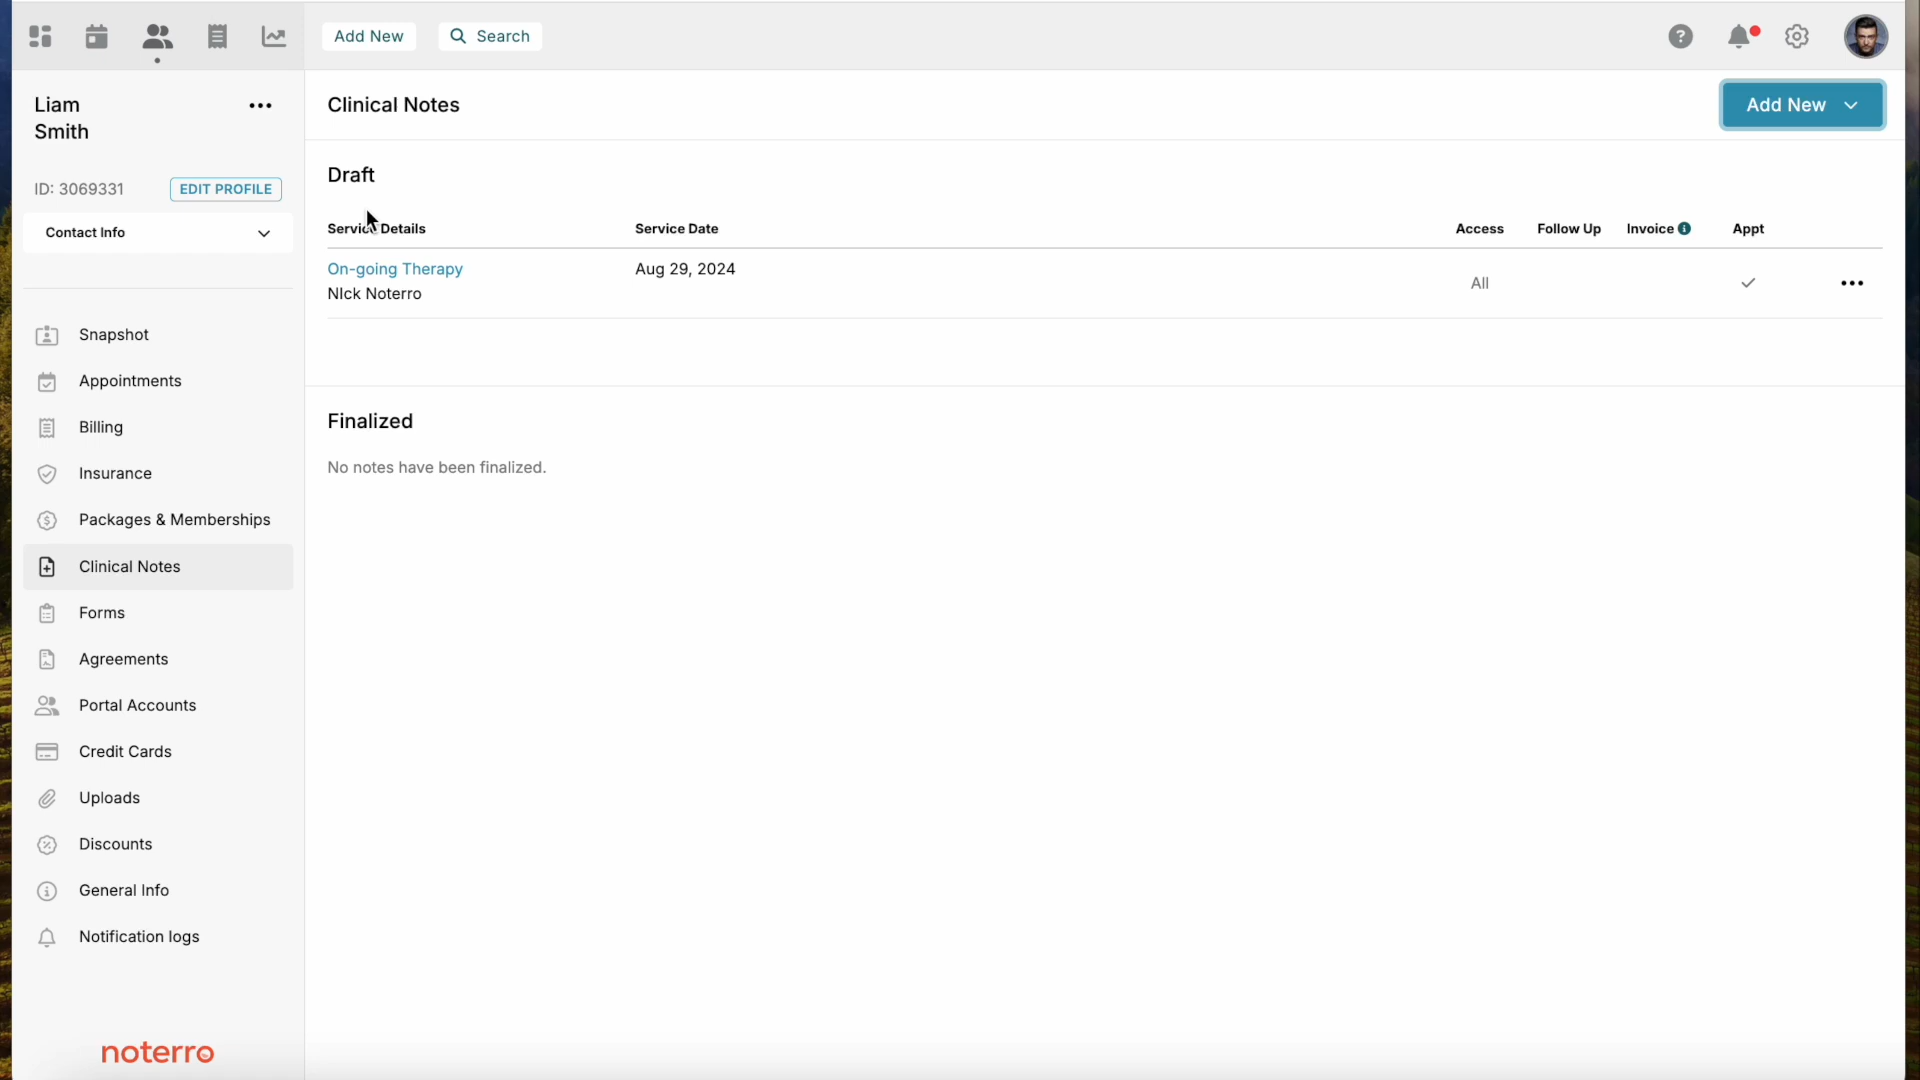 Add New
Search
?
Liam
Smith
ID: 3069331
EDIT PROFILE
Contact Info
Snapshot
Appointments
Billing
Insurance
Packages & Memberships
Clinical Notes
Forms
Agreements
Portal Accounts
Credit Cards
Uploads
Discounts
General Info
Notification logs
noterro
Clinical Notes
Add New
Draft
Service Details Service Date Access Follow Up Invoice Appt
On-going Therapy Aug 29, 2024 All
NIck Noterro
Finalized
No notes have been finalized.